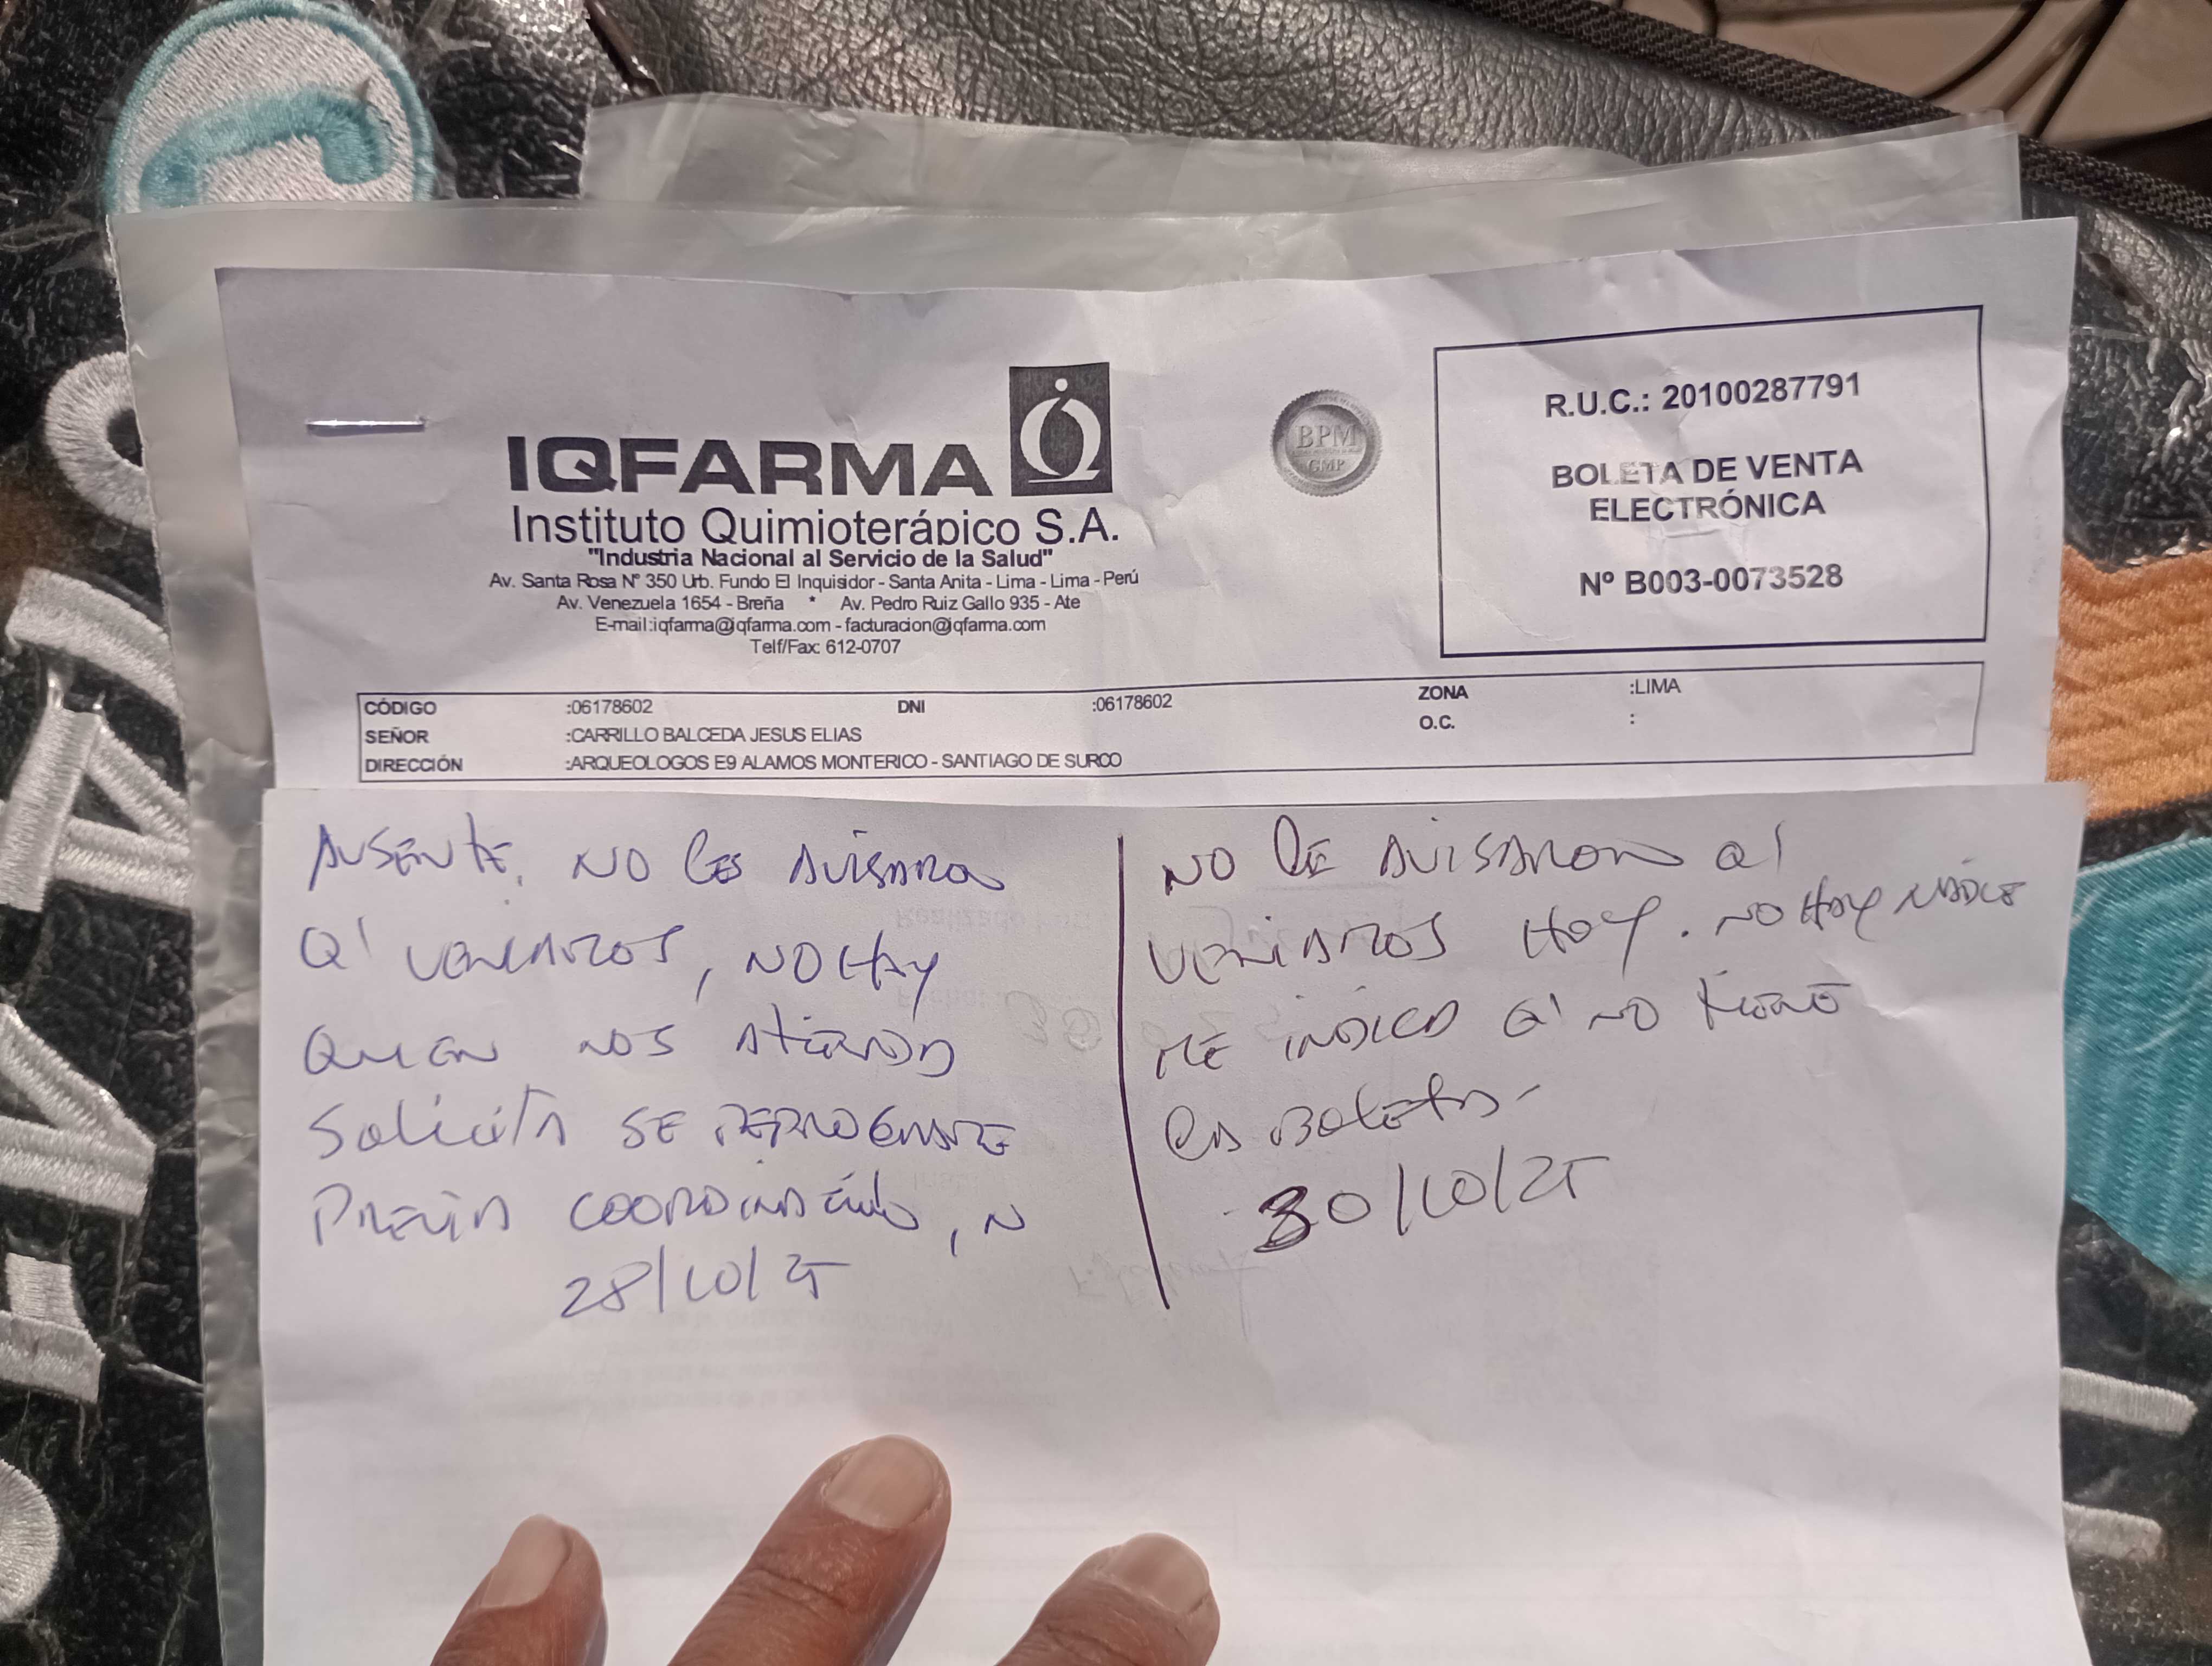 IQFARMA
Instituto Quimioterápico S.A.
"Industria Nacional al Servicio de la Salud"
Av. Santa Rosa N° 350 Urb. Fundo El Inquisidor - Santa Anita - Lima - Lima - Perú
Av. Venezuela 1654 - Breña * Av. Pedro Ruiz Gallo 935 - Ate
E-mail:iqfarma@iqfarma.com - facturacion@iqfarma.com
Telf/Fax: 612-0707
BPM
GMP
R.U.C.: 20100287791
BOLETA DE VENTA
ELECTRÓNICA
Nº B003-0073528
CÓDIGO :06178602 DNI :06178602 ZONA :LIMA
SEÑOR :CARRILLO BALCEDA JESUS ELIAS O.C. :
DIRECCIÓN :ARQUEOLOGOS E9 ALAMOS MONTERICO - SANTIAGO DE SURCO
AUSENTE, NO LES AVISARON
Q' VENIAMOS, NO HAY
QUIEN NOS ATIENDA
SOLICITA SE REPROGRAME
PREVIA COORDINACIÓN, N
28/10/25
NO LE AVISARON Q'
VENIAMOS HOY. NO HAY NADIE
ME INDICA Q' NO TIENE
LAS BOLETAS-
30/10/25